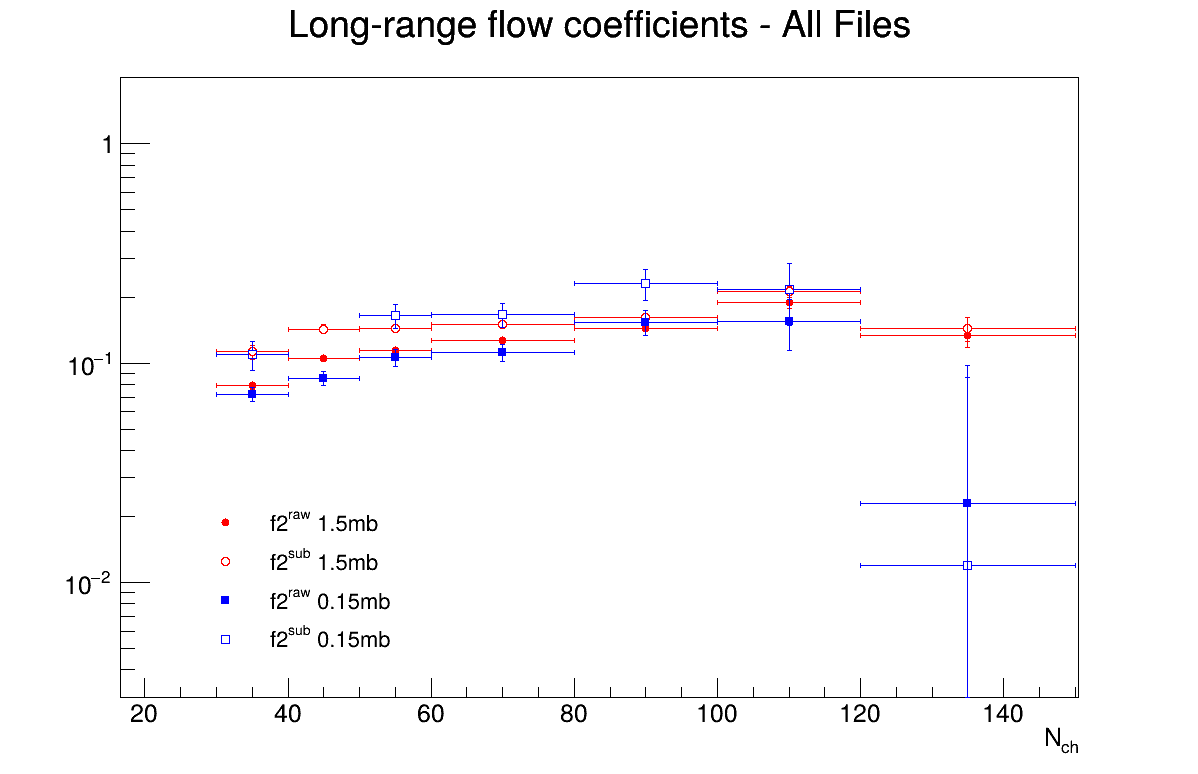 Long-range flow coefficients - All Files
1
10⁻¹
10⁻²
f2^raw 1.5mb
f2^sub 1.5mb
f2^raw 0.15mb
f2^sub 0.15mb
20 40 60 80 100 120 140
N_ch